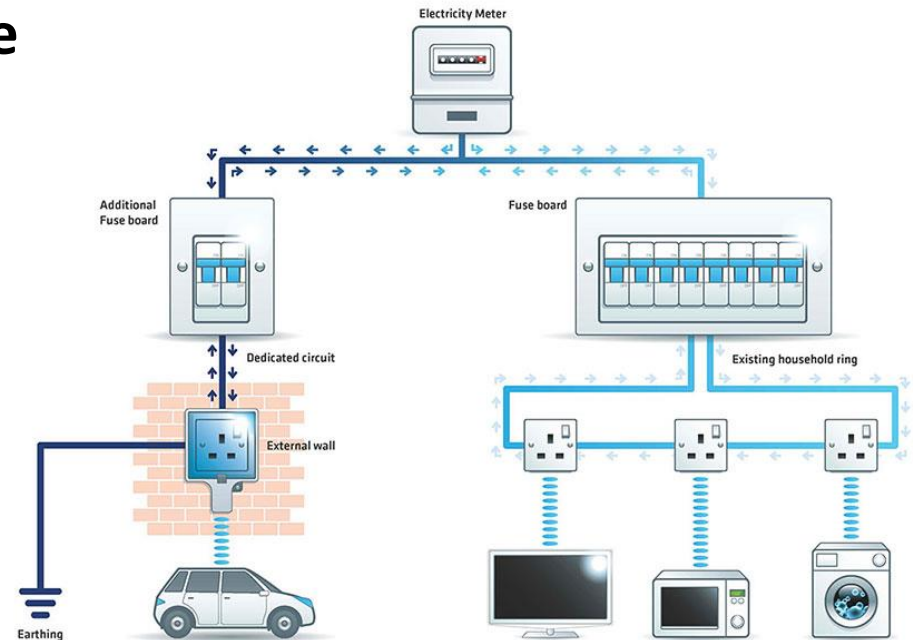 e
Electricity Meter
Additional
Fuse board
Fuse board
Dedicated circuit
Existing household ring
External wall
Earthing